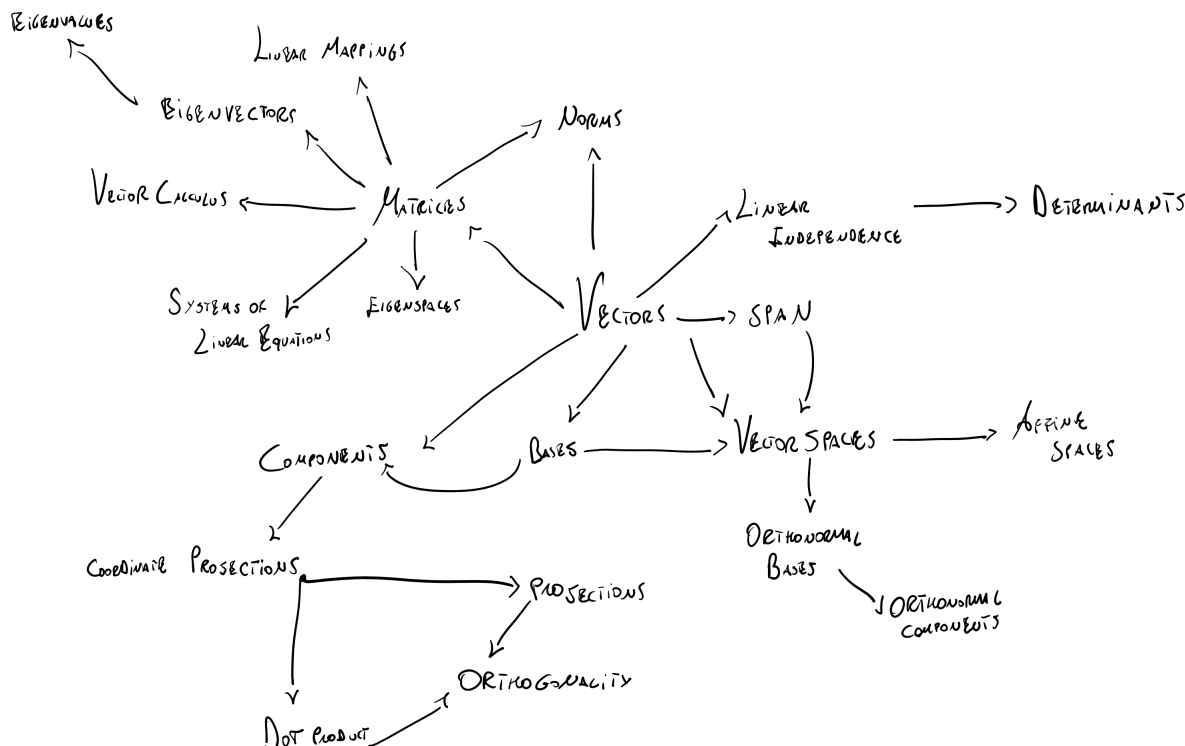 EIGENVALUES
LINEAR MAPPINGS
EIGENVECTORS
NORMS
VECTOR CALCULUS
MATRICES
LINEAR
INDEPENDENCE
DETERMINANTS
SYSTEMS OF
LINEAR EQUATIONS
EIGENSPACES
VECTORS
SPAN
COMPONENTS
BASES
VECTOR SPACES
AFFINE
SPACES
ORTHONORMAL
BASES
COORDINATE PROJECTIONS
PROJECTIONS
ORTHONORMAL
COMPONENTS
ORTHOGONALITY
DOT PRODUCT